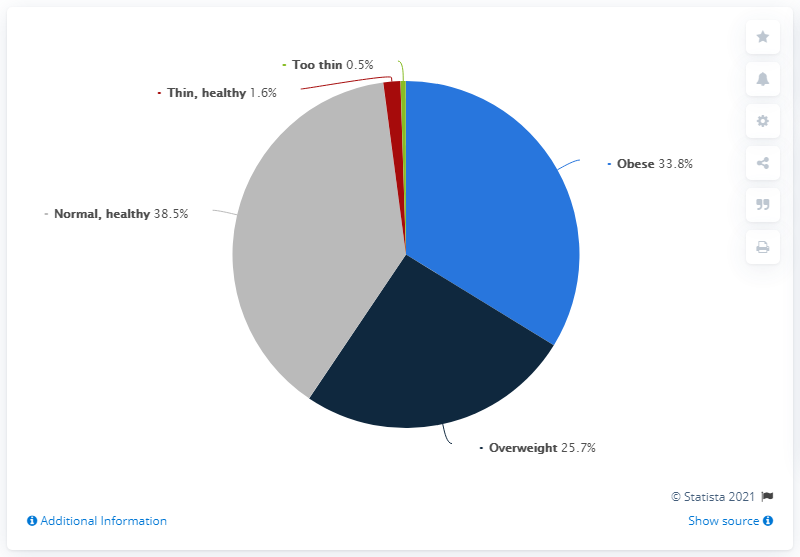 Too thin 0.5%
Thin, healthy 1.6%
Obese 33.8%
Normal, healthy 38.5%
Overweight 25.7%
© Statista 2021
Additional Information
Show source